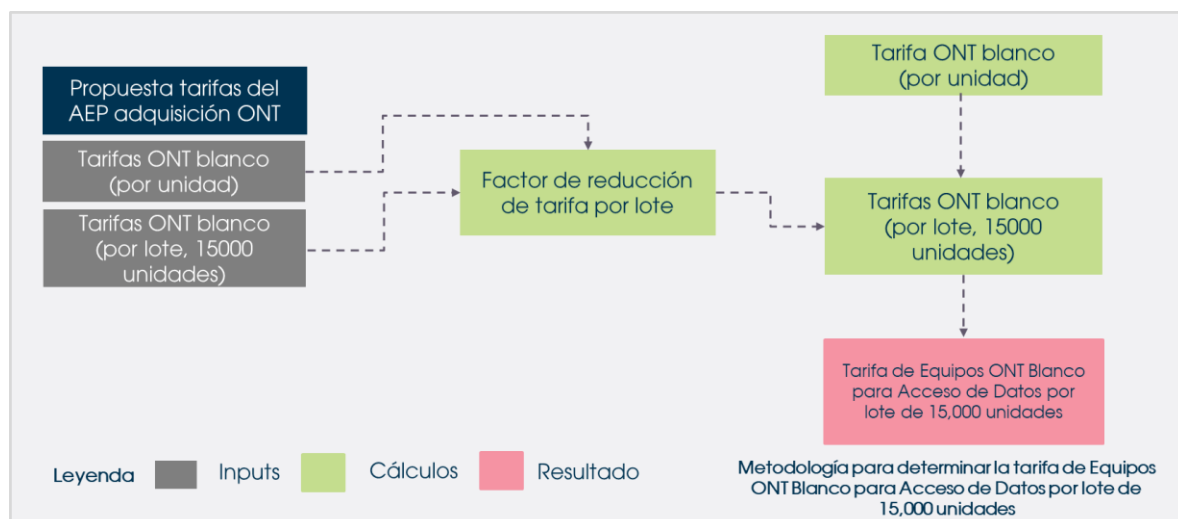 Propuesta tarifas del
AEP adquisición ONT
Tarifas ONT blanco
(por unidad)
Tarifas ONT blanco
(por lote, 15000
unidades)
Factor de reducción
de tarifa por lote
Tarifa ONT blanco
(por unidad)
Tarifas ONT blanco
(por lote, 15000
unidades)
Tarifa de Equipos ONT Blanco
para Acceso de Datos por
lote de 15,000 unidades
Leyenda
Inputs
Cálculos
Resultado
Metodología para determinar la tarifa de Equipos
ONT Blanco para Acceso de Datos por lote de
15,000 unidades